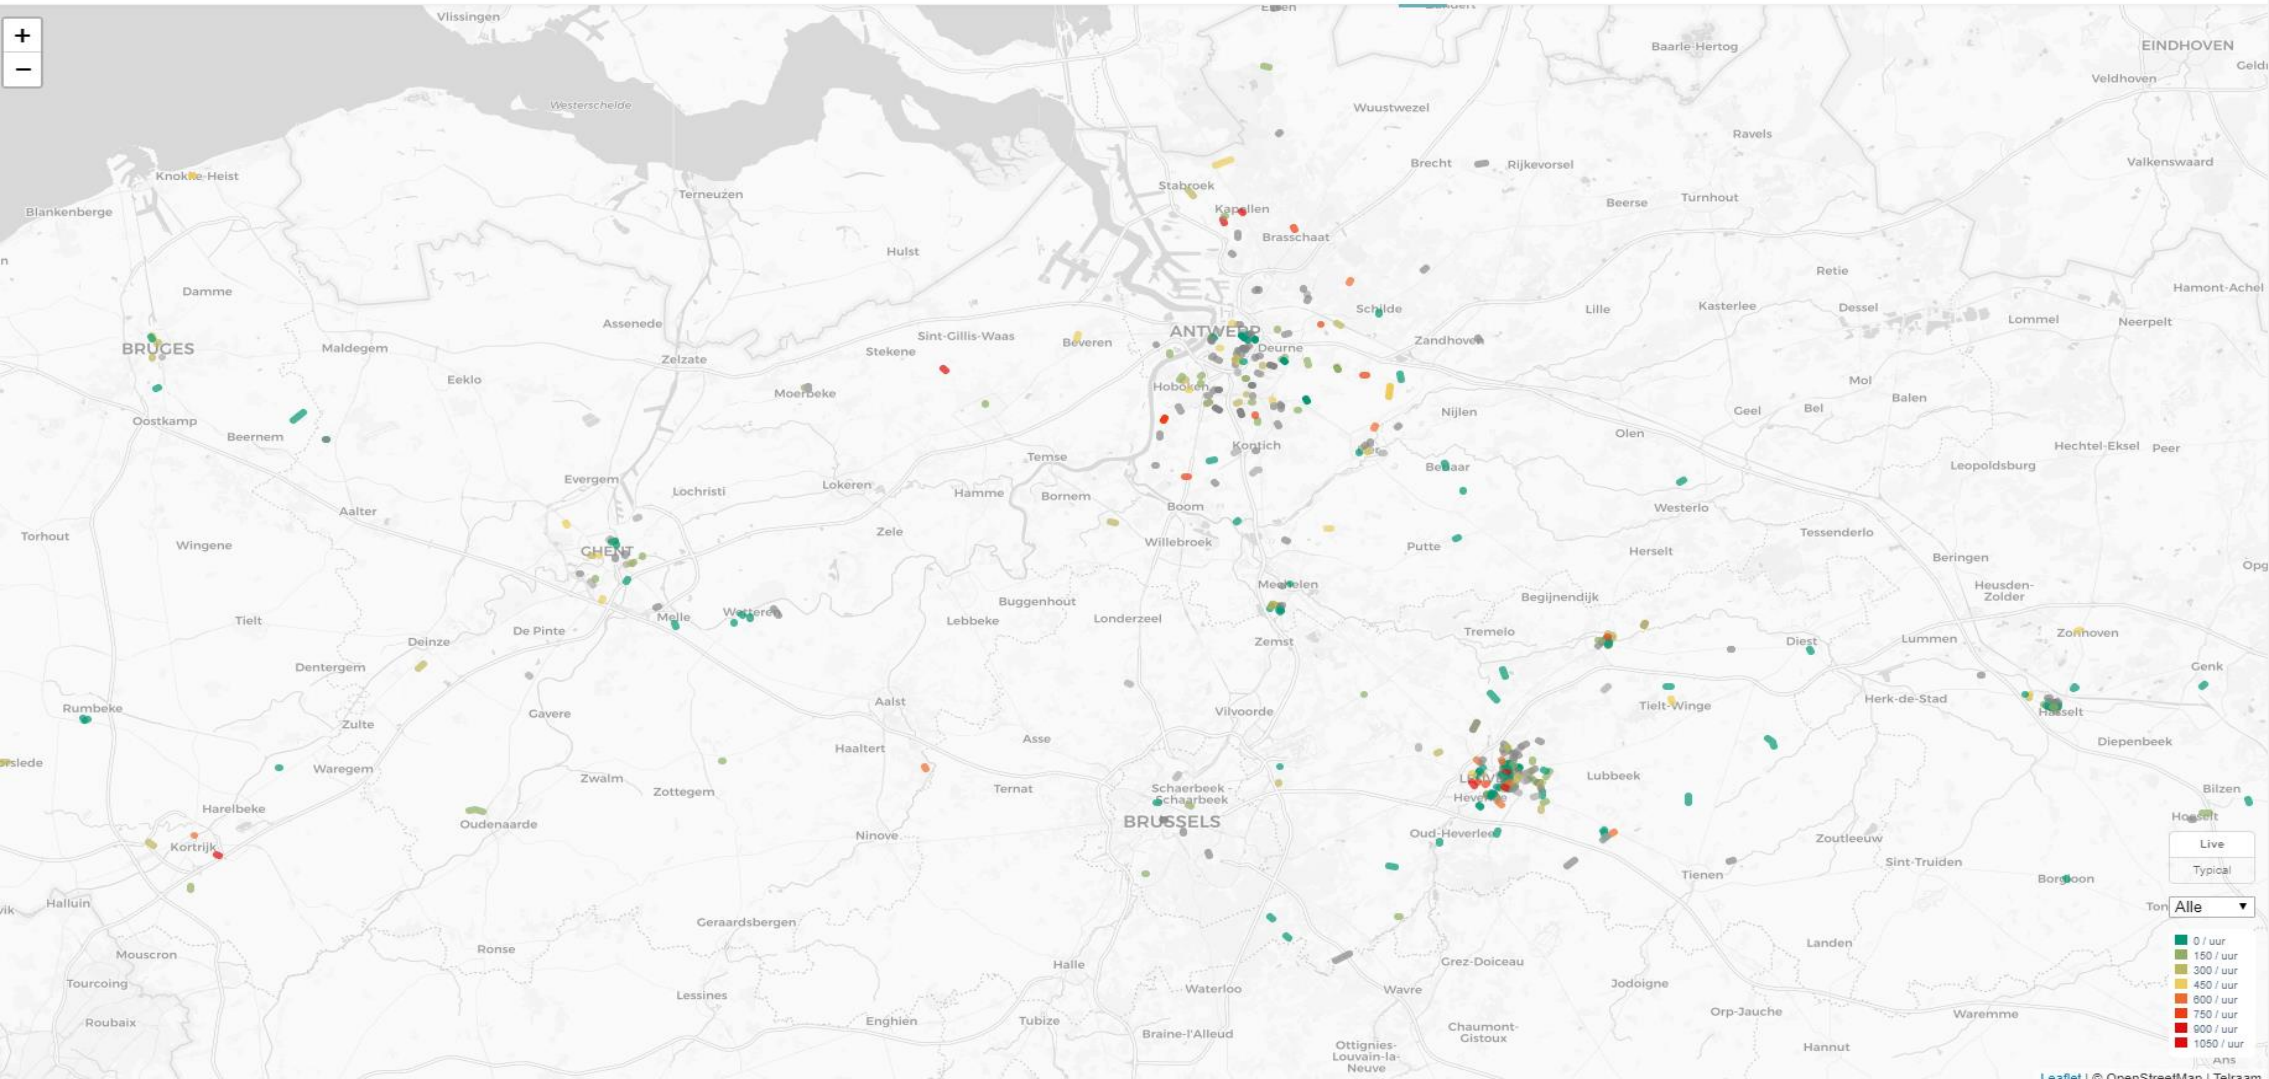 Vlissingen
Baarle-Hertog
EINDHOVEN
Veldhoven
Westerschelde
Wuustwezel
Ravels
Valkenswaard
Knokke-Heist
Terneuzen
Stabroek
Brecht
Rijkevorsel
Turnhout
Blankenberge
Kapellen
Beerse
Brasschaat
Hulst
Retie
Damme
Hamont-Achel
Schilde
Lille
Kasterlee
Dessel
Lommel
Neerpelt
Assenede
ANTWERP
Sint-Gillis-Waas
Beveren
Stekene
Deurne
Zandhoven
BRUGES
Maldegem
Zelzate
Eeklo
Moerbeke
Hoboken
Mol
Balen
Nijlen
Geel
Bel
Oostkamp
Beernem
Kontich
Olen
Hechtel-Eksel
Peer
Temse
Leopoldsburg
Evergem
Lochristi
Lokeren
Hamme
Bornem
Boom
Westerlo
Aalter
Torhout
Wingene
Zele
Willebroek
Putte
Herselt
Tessenderlo
Beringen
GHENT
Mechelen
Heusden-
Zolder
Begijnendijk
Buggenhout
Melle
Wetteren
Lebbeke
Londerzeel
Tielt
De Pinte
Deinze
Zemst
Tremelo
Diest
Lummen
Zonhoven
Dentergem
Genk
Rumbeke
Gavere
Zulte
Aalst
Vilvoorde
Tielt-Winge
Herk-de-Stad
Hasselt
Asse
Haaltert
Diepenbeek
Waregem
Zwalm
Zottegem
Ternat
Schaerbeek -
Schaarbeek
Lubbeek
Bilzen
Harelbeke
Oudenaarde
BRUSSELS
Ninove
Oud-Heverlee
Zoutleeuw
Hoeselt
Kortrijk
Sint-Truiden
Tienen
Borgloon
Live
Typical
Halluin
Geraardsbergen
Alle
Ronse
Mouscron
Landen
Halle
Grez-Doiceau
Tourcoing
Lessines
Waterloo
Wavre
Jodoigne
Roubaix
Enghien
Tubize
Braine-l'Alleud
Chaumont-
Gistoux
Orp-Jauche
Waremme
Ottignies-
Louvain-la-
Neuve
Hannut
Ans
0 / uur
150 / uur
300 / uur
450 / uur
600 / uur
750 / uur
900 / uur
1050 / uur
Leaflet | © OpenStreetMap | Telraam